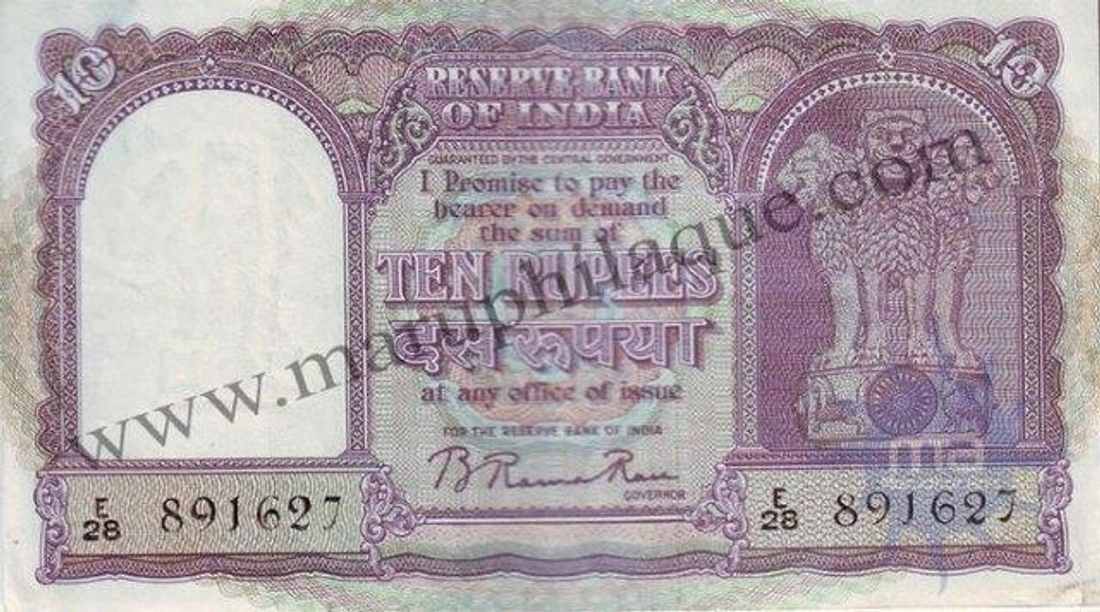 10
10
RESERVE BANK
OF INDIA
GUARANTEED BY THE CENTRAL GOVERNMENT
I Promise to pay the
bearer on demand
the sum of
TEN RUPEES
दस रूपया
at any office of issue
FOR THE RESERVE BANK OF INDIA
B Rama Rau
GOVERNOR
E/28 891627
E/28 891627
www.maruphilaque.com
ma